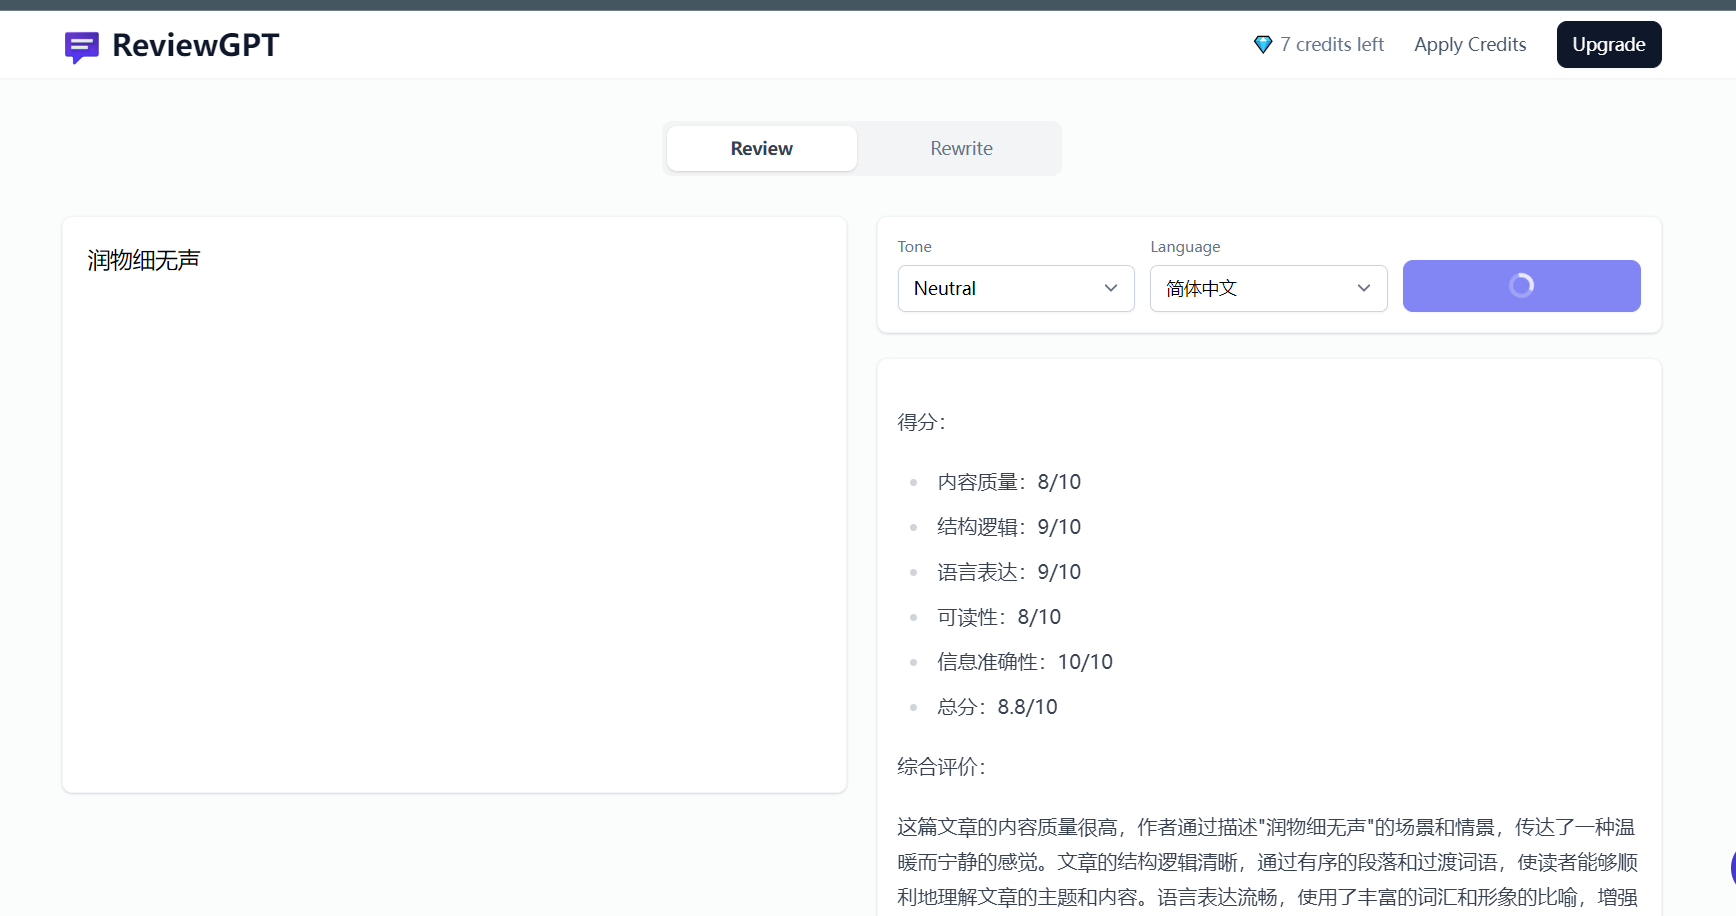 ReviewGPT
7 credits left
Apply Credits
Upgrade
Review
Rewrite
润物细无声
Tone
Language
Neutral
简体中文
得分：
内容质量：8/10
结构逻辑：9/10
语言表达：9/10
可读性：8/10
信息准确性：10/10
总分：8.8/10
综合评价：
这篇文章的内容质量很高，作者通过描述"润物细无声"的场景和情景，传达了一种温
暖而宁静的感觉。文章的结构逻辑清晰，通过有序的段落和过渡词语，使读者能够顺
利地理解文章的主题和内容。语言表达流畅，使用了丰富的词汇和形象的比喻，增强